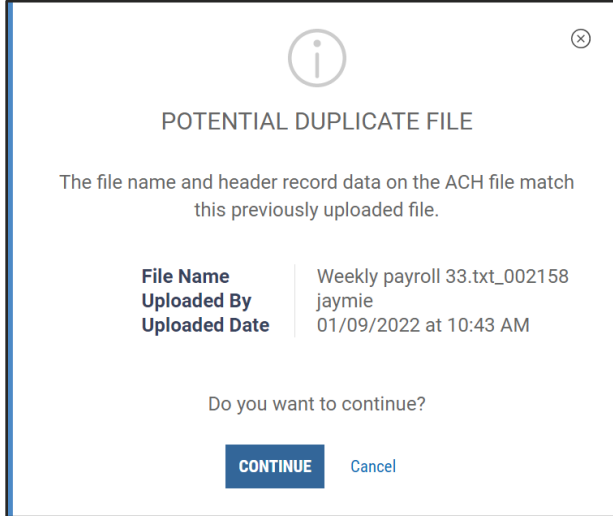 POTENTIAL DUPLICATE FILE
The file name and header record data on the ACH file match
this previously uploaded file.
File Name Weekly payroll 33.txt_002158
Uploaded By jaymie
Uploaded Date 01/09/2022 at 10:43 AM
Do you want to continue?
CONTINUE Cancel